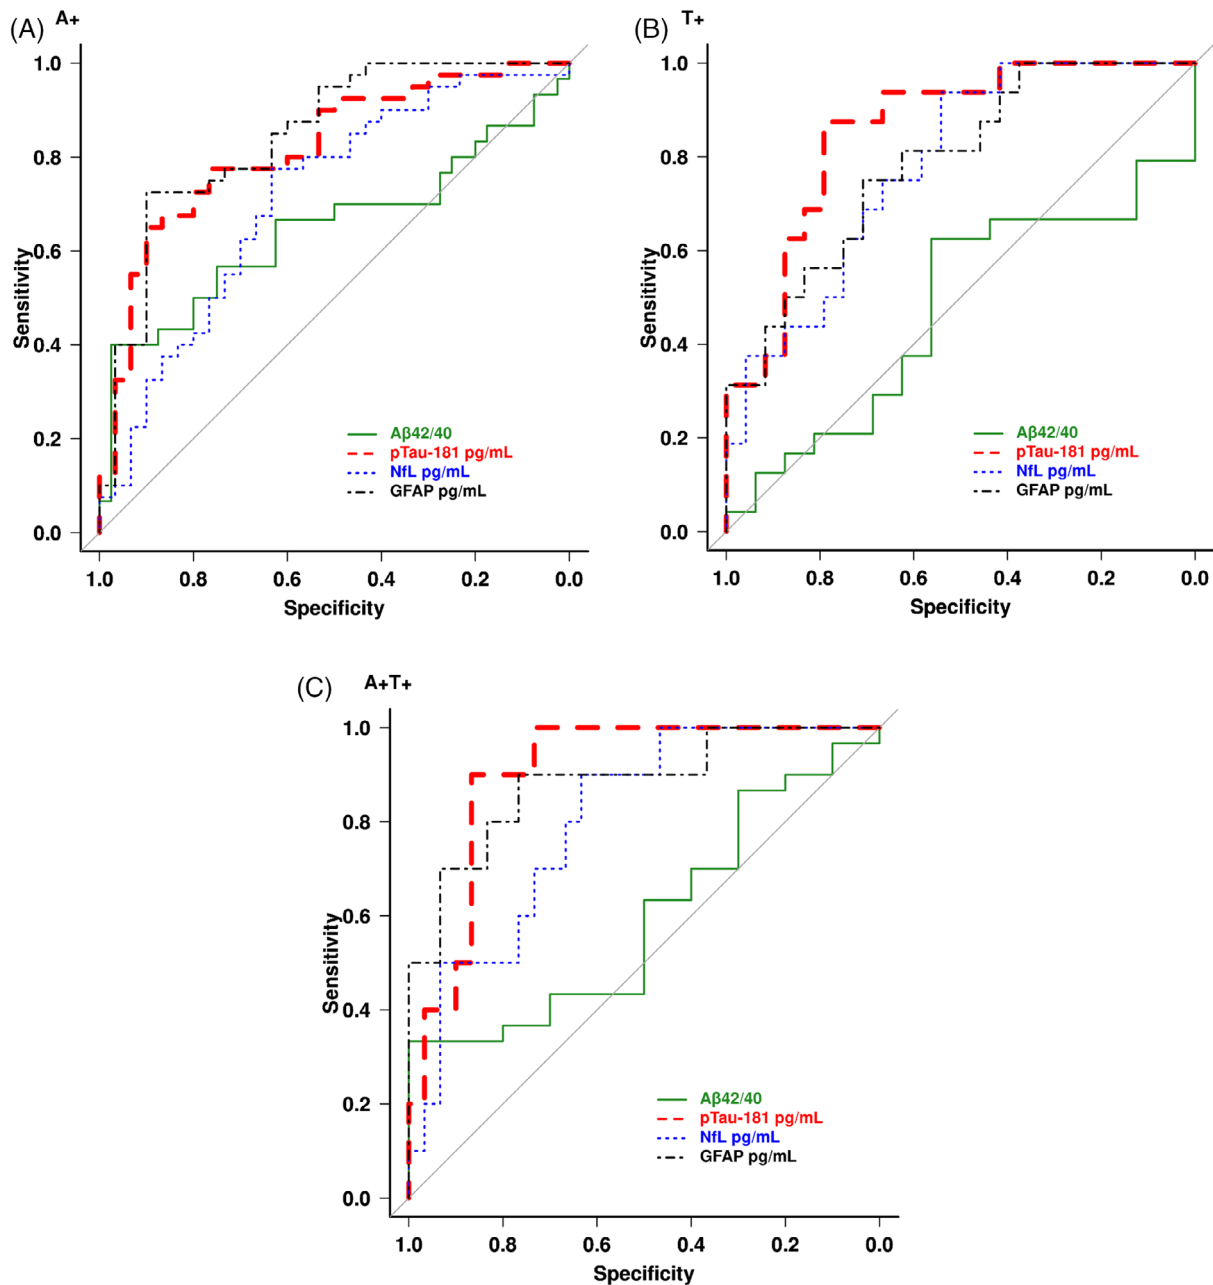 (A) A+
1.0
0.8
0.6
0.4
0.2
0.0
Sensitivity
Aβ42/40
pTau-181 pg/mL
NfL pg/mL
GFAP pg/mL
1.0 0.8 0.6 0.4 0.2 0.0
Specificity
(B) T+
1.0
0.8
0.6
0.4
0.2
0.0
Sensitivity
Aβ42/40
pTau-181 pg/mL
NfL pg/mL
GFAP pg/mL
1.0 0.8 0.6 0.4 0.2 0.0
Specificity
(C) A+T+
1.0
0.8
0.6
0.4
0.2
0.0
Sensitivity
Aβ42/40
pTau-181 pg/mL
NfL pg/mL
GFAP pg/mL
1.0 0.8 0.6 0.4 0.2 0.0
Specificity